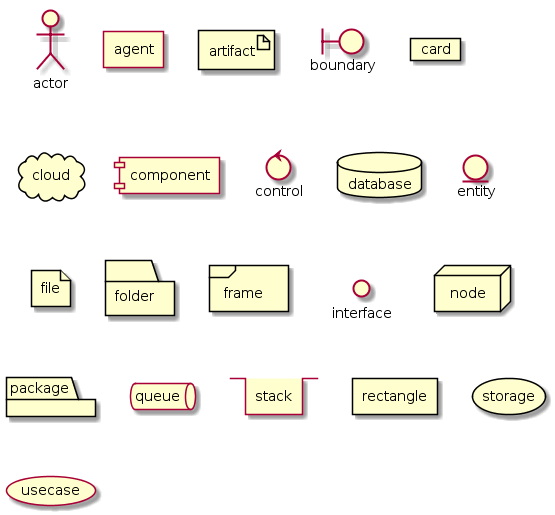 actor
agent
artifact
boundary
card
cloud
component
control
database
entity
file
folder
frame
interface
node
package
queue
stack
rectangle
storage
usecase